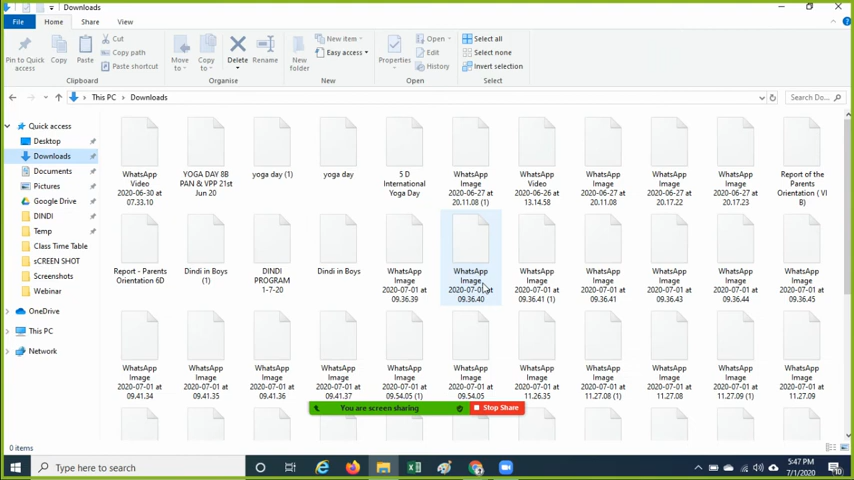 Downloads
File Home Share View
Pin to Quick access
Copy
Paste
Cut
Copy path
Paste shortcut
Clipboard
Move to
Copy to
Delete
Rename
Organise
New folder
New item
Easy access
New
Properties
Open
Edit
History
Open
Select all
Select none
Invert selection
Select
This PC Downloads
Search Do...
Quick access
Desktop
Downloads
Documents
Pictures
Google Drive
DINDI
Temp
Class Time Table
sCREEN SHOT
Screenshots
Webinar
OneDrive
This PC
Network
WhatsApp Video 2020-06-30 at 07.33.10
YOGA DAY 8B PAN & VPP 21st Jun 20
yoga day (1)
yoga day
5 D International Yoga Day
WhatsApp Image 2020-06-27 at 20.11.08 (1)
WhatsApp Video 2020-06-26 at 13.14.58
WhatsApp Image 2020-06-27 at 20.11.08
WhatsApp Image 2020-06-27 at 20.17.22
WhatsApp Image 2020-06-27 at 20.17.23
Report of the Parents Orientation ( VI B)
Report - Parents Orientation 6D
Dindi in Boys (1)
DINDI PROGRAM 1-7-20
Dindi in Boys
WhatsApp Image 2020-07-01 at 09.36.39
WhatsApp Image 2020-07-01 at 09.36.40
WhatsApp Image 2020-07-01 at 09.36.41 (1)
WhatsApp Image 2020-07-01 at 09.36.41
WhatsApp Image 2020-07-01 at 09.36.43
WhatsApp Image 2020-07-01 at 09.36.44
WhatsApp Image 2020-07-01 at 09.36.45
WhatsApp Image 2020-07-01 at 09.41.34
WhatsApp Image 2020-07-01 at 09.41.35
WhatsApp Image 2020-07-01 at 09.41.36
WhatsApp Image 2020-07-01 at 09.41.37
WhatsApp Image 2020-07-01 at 09.54.05 (1)
WhatsApp Image 2020-07-01 at 09.54.05
WhatsApp Image 2020-07-01 at 11.26.35
WhatsApp Image 2020-07-01 at 11.27.08 (1)
WhatsApp Image 2020-07-01 at 11.27.08
WhatsApp Image 2020-07-01 at 11.27.09 (1)
WhatsApp Image 2020-07-01 at 11.27.09
You are screen sharing Stop Share
0 items
Type here to search
5:47 PM
7/1/2020